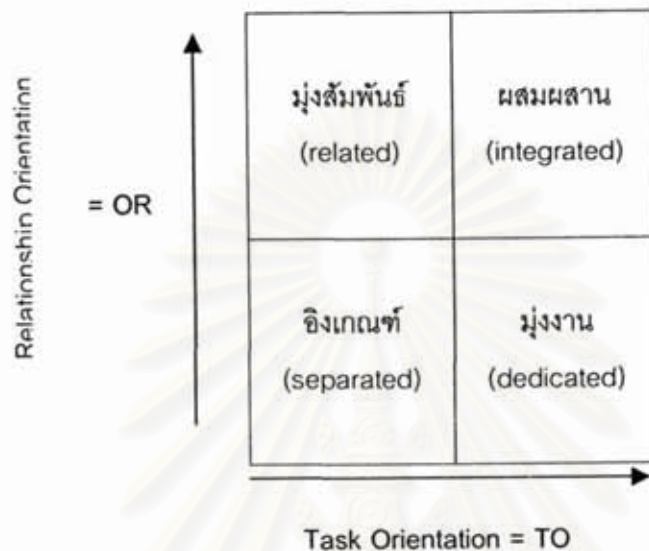 Relationship Orientation
= OR
มุ่งสัมพันธ์
(related)
ผสมผสาน
(integrated)
อิงเกณฑ์
(separated)
มุ่งงาน
(dedicated)
Task Orientation = TO